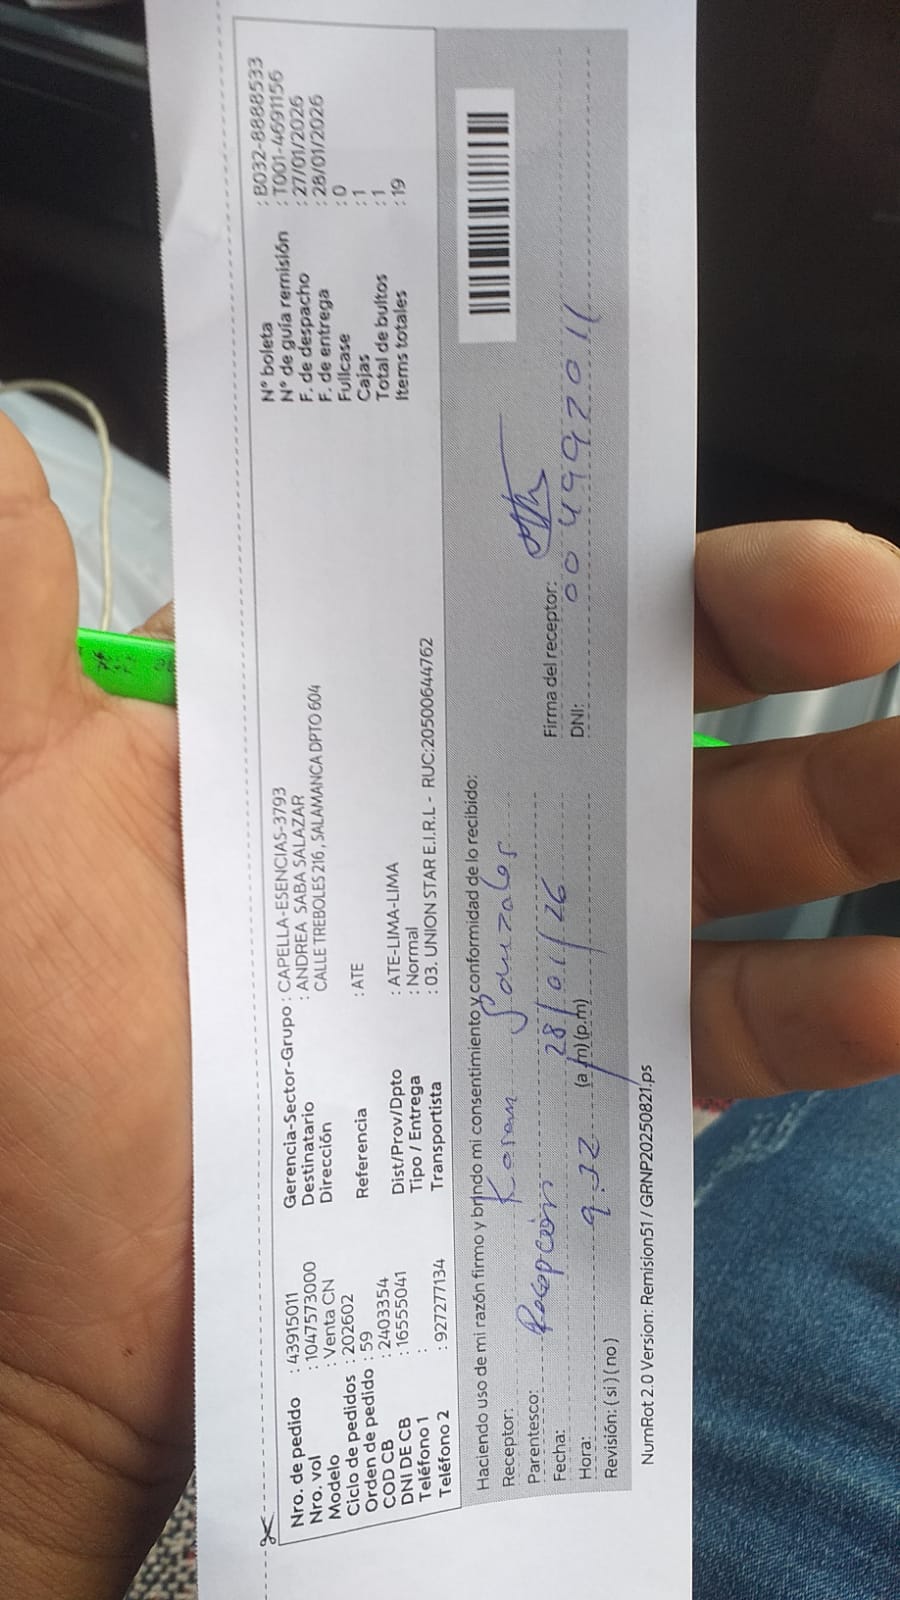 Nro. de pedido : 43915011
Nro. vol : 1047573000
Modelo : Venta CN
Ciclo de pedidos : 202602
Orden de pedido : 59
COD CB : 2403354
DNI DE CB : 16555041
Teléfono 1 :
Teléfono 2 : 927277134
Gerencia-Sector-Grupo : CAPELLA-ESENCIAS-3793
Destinatario : ANDREA SABA SALAZAR
Dirección CALLE TREBOLES 216 , SALAMANCA DPTO 604
Referencia : ATE
Dist/Prov/Dpto : ATE-LIMA-LIMA
Tipo / Entrega : Normal
Transportista : 03. UNION STAR E.I.R.L - RUC:20500644762
N° boleta : B032-8888533
N° de guía remisión : T001-4691156
F. de despacho : 27/01/2026
F. de entrega : 28/01/2026
Fullcase : 0
Cajas : 1
Total de bultos : 1
Items totales : 19
Haciendo uso de mi razón firmo y brindo mi consentimiento y conformidad de lo recibido:
Receptor: Karem Gonzales
Parentesco: Recepción
Fecha: 28/01/26
Hora: (a.m) (p.m)
Revisión: ( si ) ( no )
Firma del receptor:
DNI:
NumRot 2.0 Version: Remision51 / GRNP20250821.ps